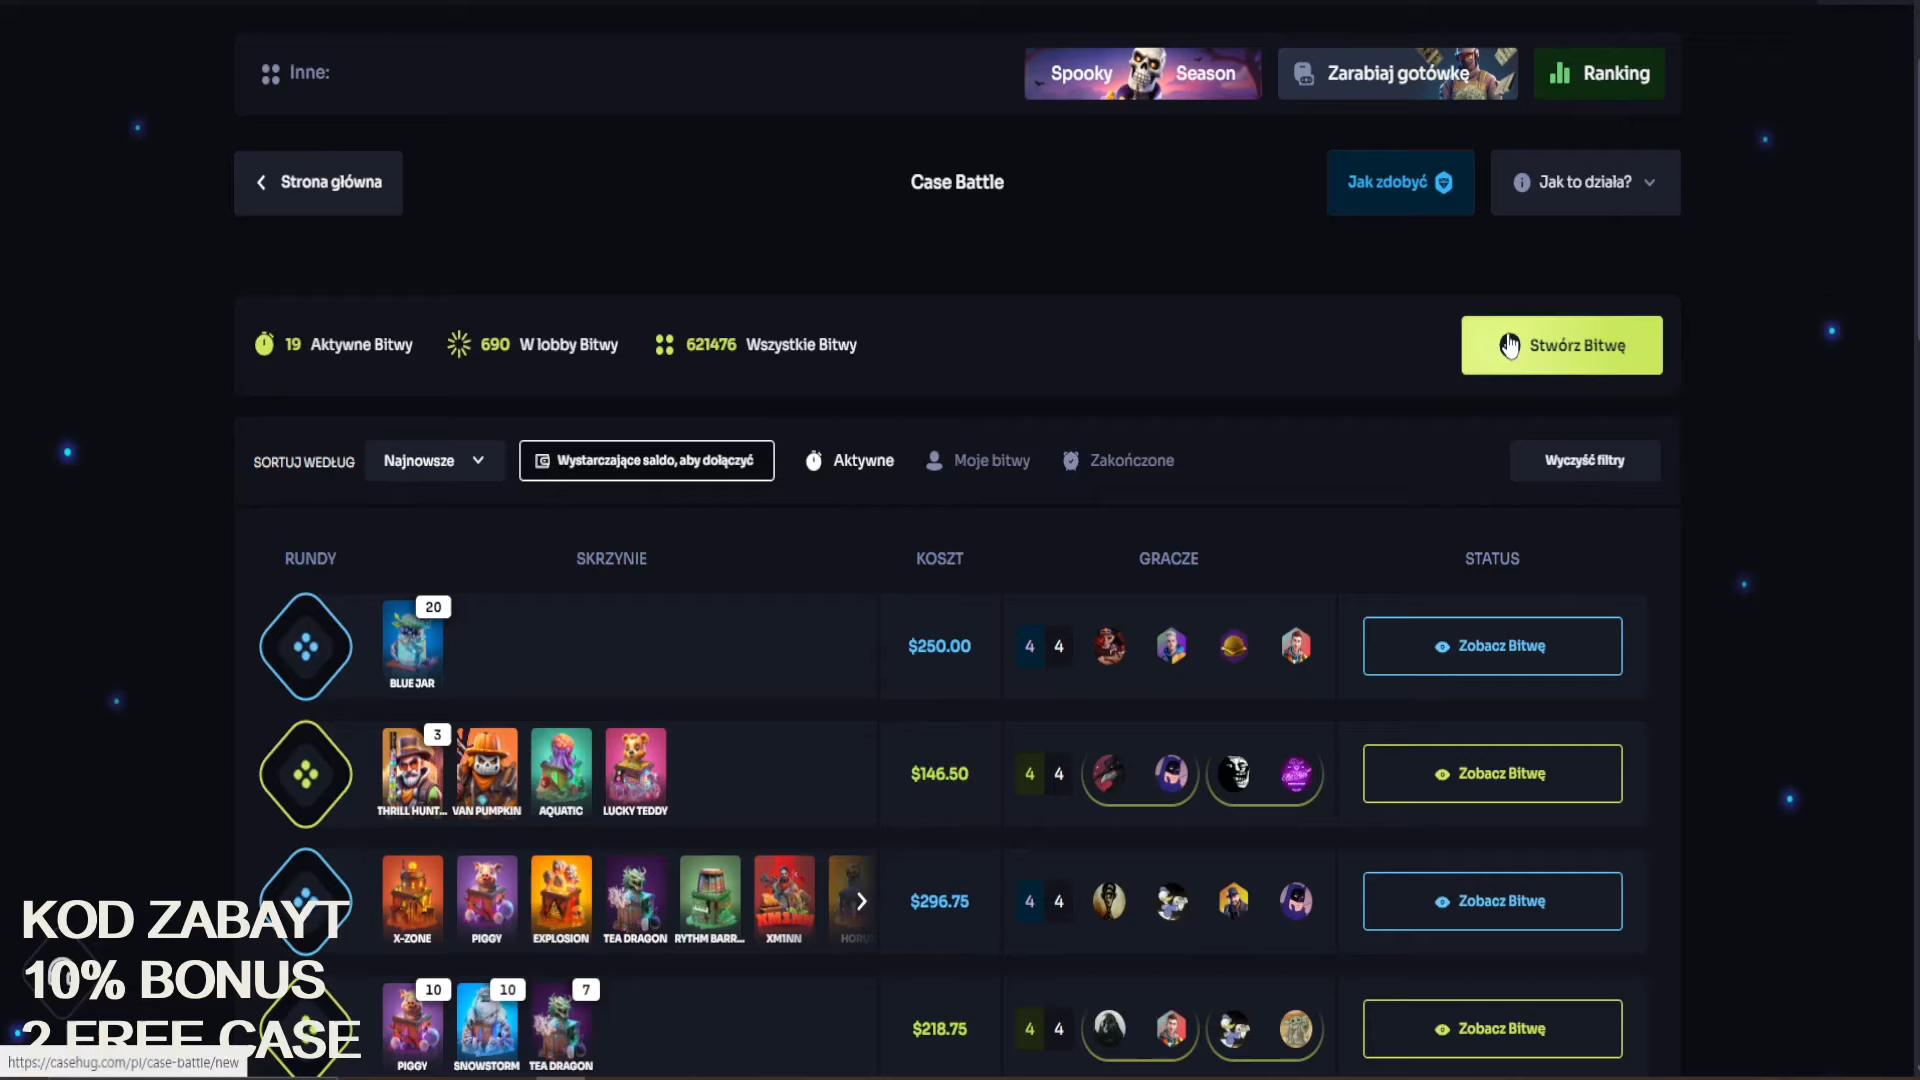 Inne:
Spooky Season
Zarabiaj gotówkę
Ranking
Strona główna
Case Battle
Jak zdobyć
Jak to działa?
19 Aktywne Bitwy
690 W lobby Bitwy
621476 Wszystkie Bitwy
Stwórz Bitwę
SORTUJ WEDŁUG
Najnowsze
Wystarczające saldo, aby dołączyć
Aktywne
Moje bitwy
Zakończone
Wyczyść filtry
RUNDY SKRZYNIE KOSZT GRACZE STATUS
20
BLUE JAR
$250.00
4 4
Zobacz Bitwę
3
THRILL HUNT... VAN PUMPKIN AQUATIC LUCKY TEDDY
$146.50
4 4
Zobacz Bitwę
X-ZONE PIGGY EXPLOSION TEA DRAGON RYTHM BARR... XM1NN
$296.75
4 4
Zobacz Bitwę
10 10 7
PIGGY SNOWSTORM TEA DRAGON
$218.75
4 4
Zobacz Bitwę
KOD ZABAYT
10% BONUS
2 FREE CASE
https://casehug.com/pl/case-battle/new